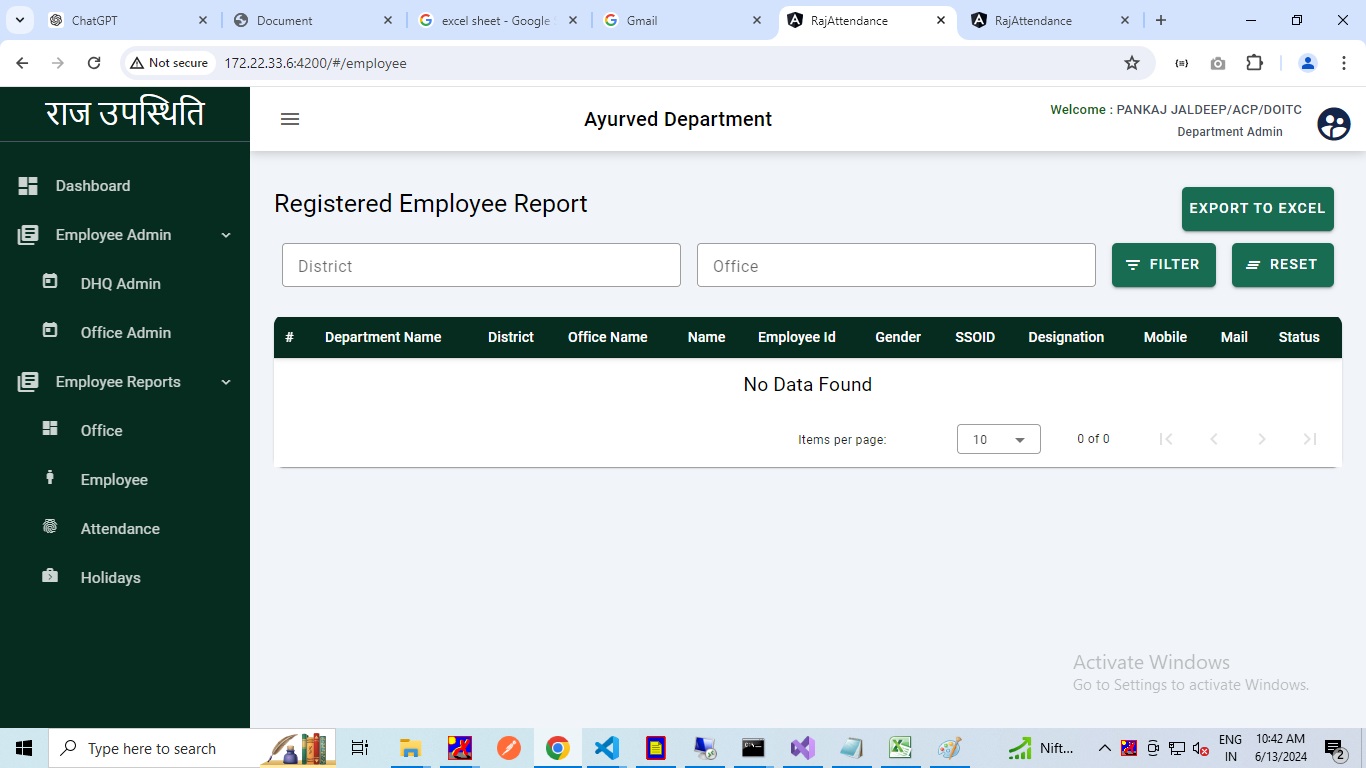 ChatGPT
Document
excel sheet - Google
Gmail
RajAttendance
RajAttendance
Not secure
172.22.33.6:4200/#/employee
राज उपस्थिति
Ayurved Department
Welcome : PANKAJ JALDEEP/ACP/DOITC
Department Admin
Dashboard
Employee Admin
DHQ Admin
Office Admin
Employee Reports
Office
Employee
Attendance
Holidays
Registered Employee Report
EXPORT TO EXCEL
District
Office
FILTER
RESET
# Department Name District Office Name Name Employee Id Gender SSOID Designation Mobile Mail Status
No Data Found
Items per page: 10 0 of 0
Activate Windows
Go to Settings to activate Windows.
Type here to search
Nift...
ENG
IN
10:42 AM
6/13/2024
2